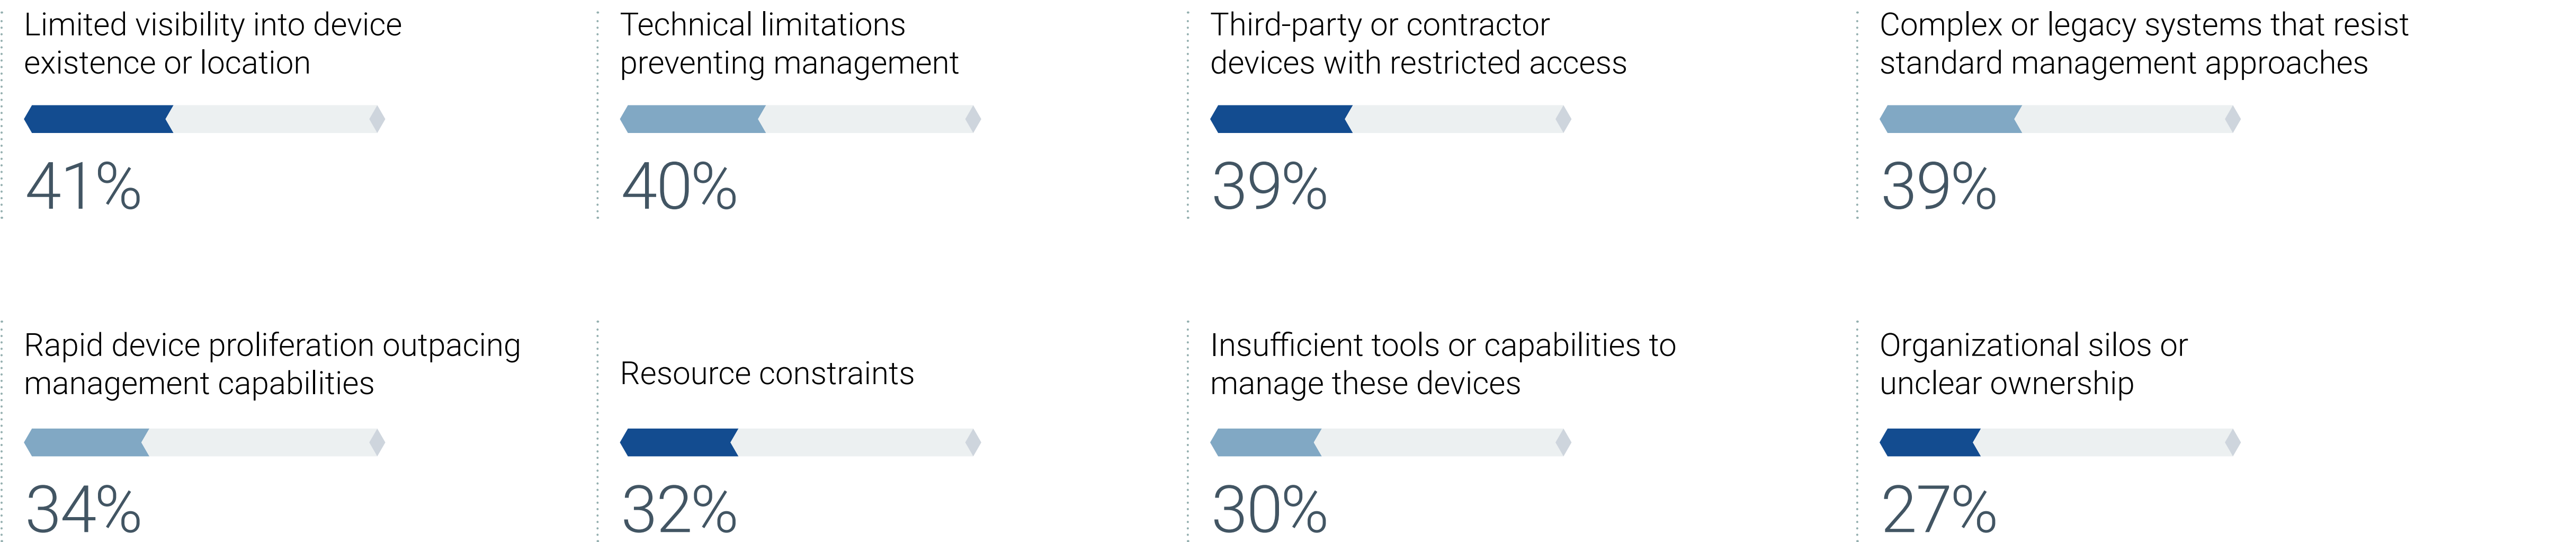 Limited visibility into device
existence or location
41%
Technical limitations
preventing management
40%
Third-party or contractor
devices with restricted access
39%
Complex or legacy systems that resist
standard management approaches
39%
Rapid device proliferation outpacing
management capabilities
34%
Resource constraints
32%
Insufficient tools or capabilities to
manage these devices
30%
Organizational silos or
unclear ownership
27%